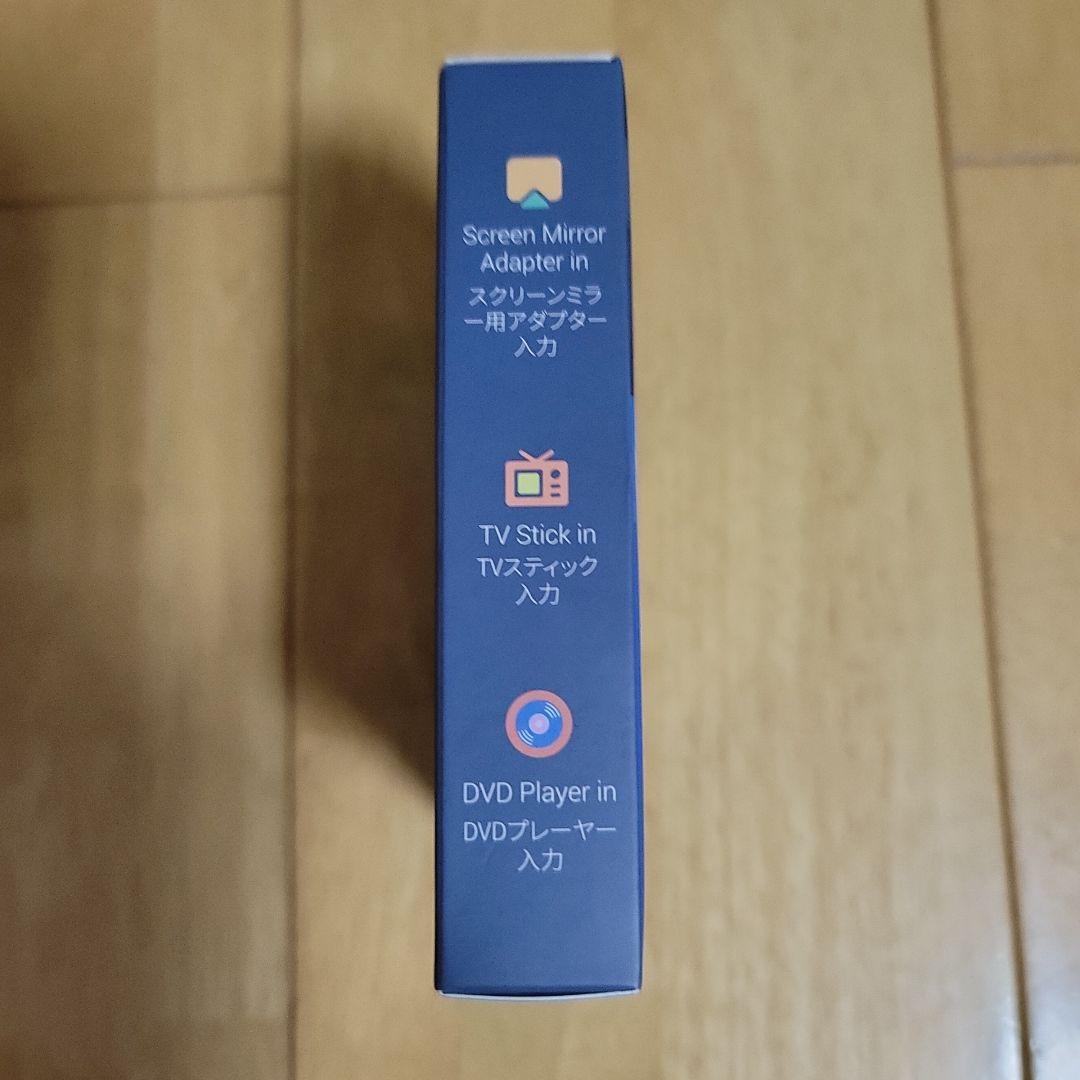 Screen Mirror
Adapter in
スクリーンミラ
ー用アダプター
入力
TV Stick in
TVスティック
入力
DVD Player in
DVDプレーヤー
入力